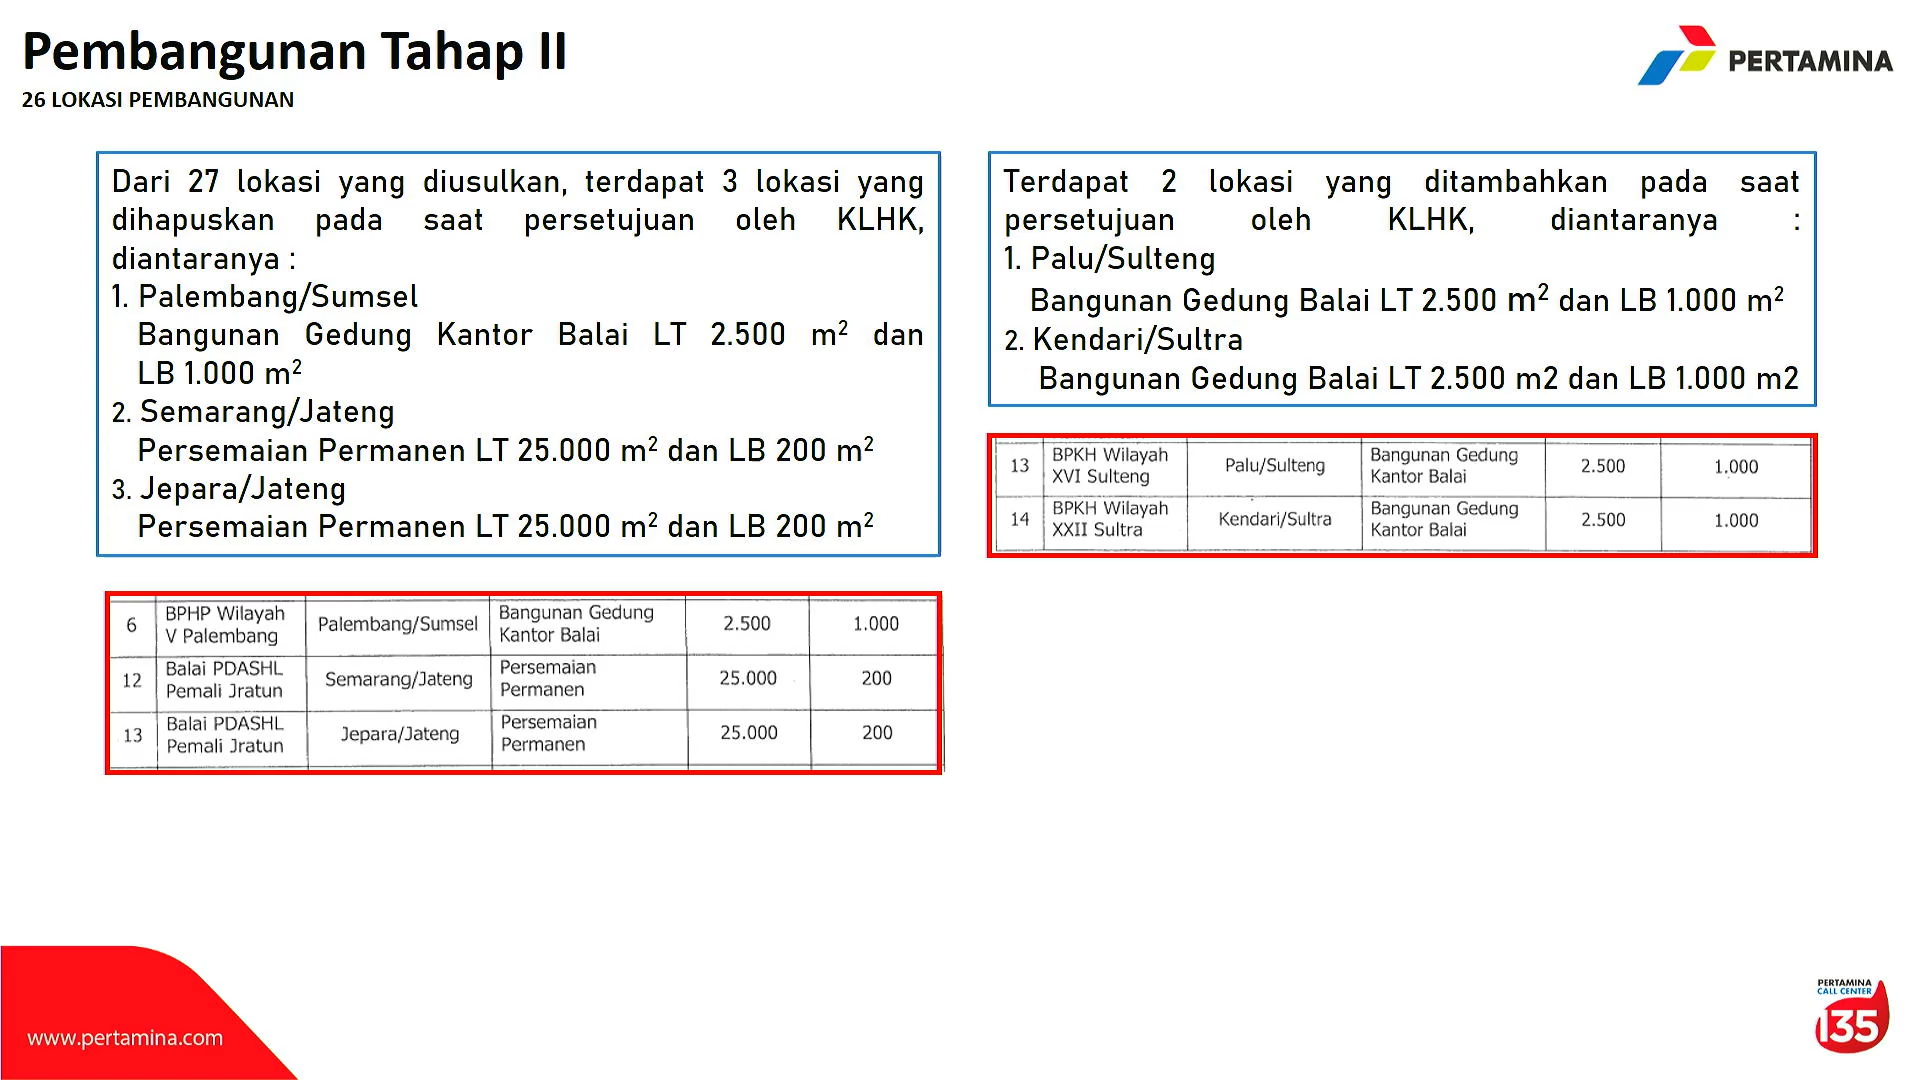 Pembangunan Tahap II
26 LOKASI PEMBANGUNAN
PERTAMINA
Dari 27 lokasi yang diusulkan, terdapat 3 lokasi yang
dihapuskan pada saat persetujuan oleh KLHK,
diantaranya :
1. Palembang/Sumsel
Bangunan Gedung Kantor Balai LT 2.500 m² dan
LB 1.000 m²
2. Semarang/Jateng
Persemaian Permanen LT 25.000 m² dan LB 200 m²
3. Jepara/Jateng
Persemaian Permanen LT 25.000 m² dan LB 200 m²
6 BPHP Wilayah V Palembang Palembang/Sumsel Bangunan Gedung Kantor Balai 2.500 1.000
12 Balai PDASHL Pemali Jratun Semarang/Jateng Persemaian Permanen 25.000 200
13 Balai PDASHL Pemali Jratun Jepara/Jateng Persemaian Permanen 25.000 200
Terdapat 2 lokasi yang ditambahkan pada saat
persetujuan oleh KLHK, diantaranya :
1. Palu/Sulteng
Bangunan Gedung Balai LT 2.500 m² dan LB 1.000 m²
2. Kendari/Sultra
Bangunan Gedung Balai LT 2.500 m2 dan LB 1.000 m2
13 BPKH Wilayah XVI Sulteng Palu/Sulteng Bangunan Gedung Kantor Balai 2.500 1.000
14 BPKH Wilayah XXII Sultra Kendari/Sultra Bangunan Gedung Kantor Balai 2.500 1.000
www.pertamina.com
PERTAMINA
CALL CENTER
135